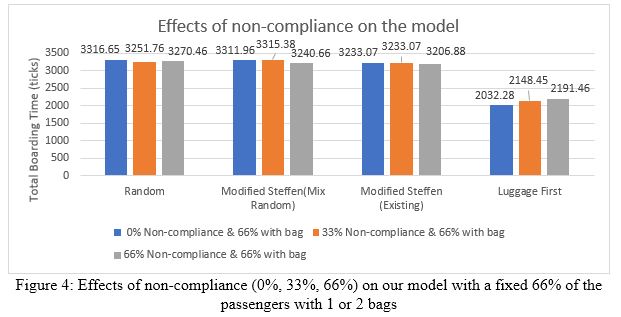 Effects of non-compliance on the model
Total Boarding Time (ticks)
3500
3000
2500
2000
1500
1000
500
0
3316.65 3251.76 3270.46
3311.96 3315.38 3240.66
3233.07 3233.07 3206.88
2032.28 2148.45 2191.46
Random
Modified Steffen(Mix
Random)
Modified Steffen
(Existing)
Luggage First
0% Non-compliance & 66% with bag
33% Non-compliance & 66% with bag
66% Non-compliance & 66% with bag
Figure 4: Effects of non-compliance (0%, 33%, 66%) on our model with a fixed 66% of the
passengers with 1 or 2 bags